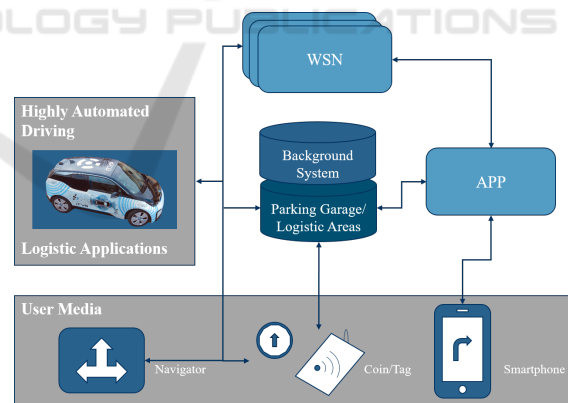 OLOGY PUBLICATIONS
WSN
Highly Automated
Driving
Background
System
APP
Parking Garage/
Logistic Areas
Logistic Applications
User Media
Navigator
Coin/Tag
Smartphone